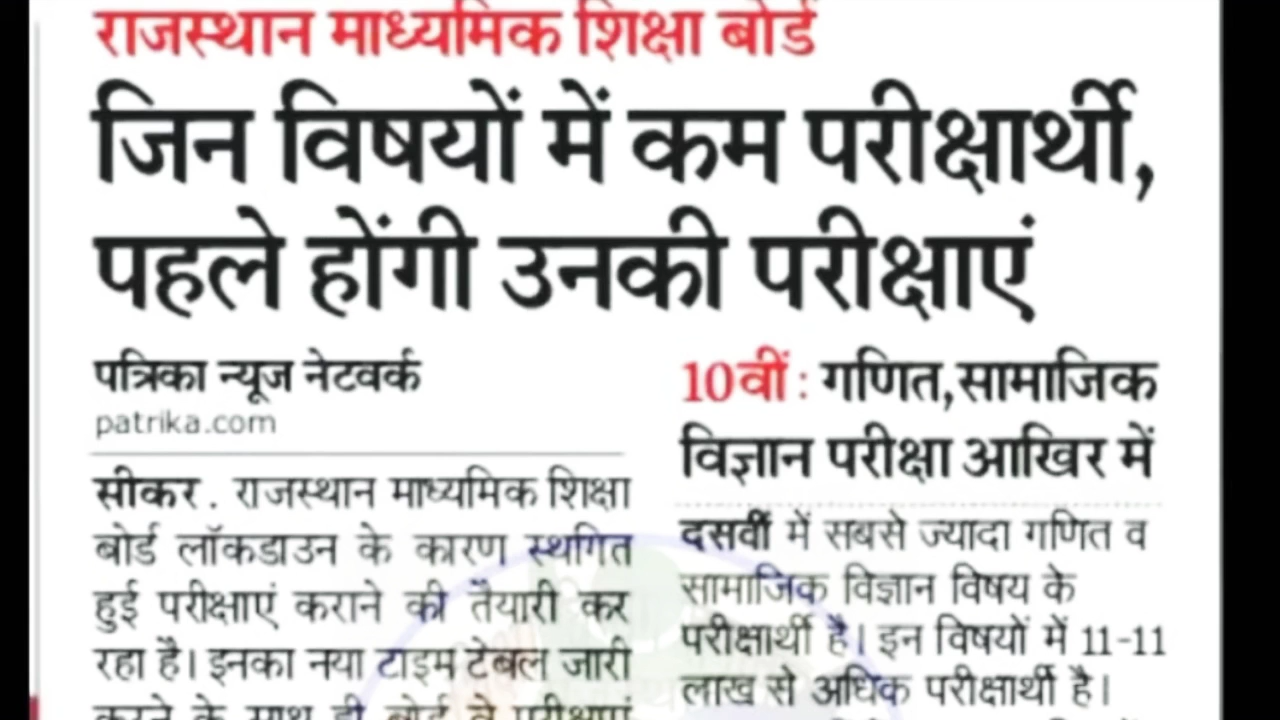 राजस्थान माध्यमिक शिक्षा बोर्ड
जिन विषयों में कम परीक्षार्थी,
पहले होंगी उनकी परीक्षाएं
पत्रिका न्यूज नेटवर्क
patrika.com
सीकर. राजस्थान माध्यमिक शिक्षा
बोर्ड लॉकडाउन के कारण स्थगित
हुई परीक्षाएं कराने की तैयारी कर
रहा है। इनका नया टाइम टेबल जारी
करने के साथ ही बोर्ड ने परीक्षाएं
10वीं : गणित,सामाजिक
विज्ञान परीक्षा आखिर में
दसवीं में सबसे ज्यादा गणित व
सामाजिक विज्ञान विषय के
परीक्षार्थी है। इन विषयों में 11-11
लाख से अधिक परीक्षार्थी है।